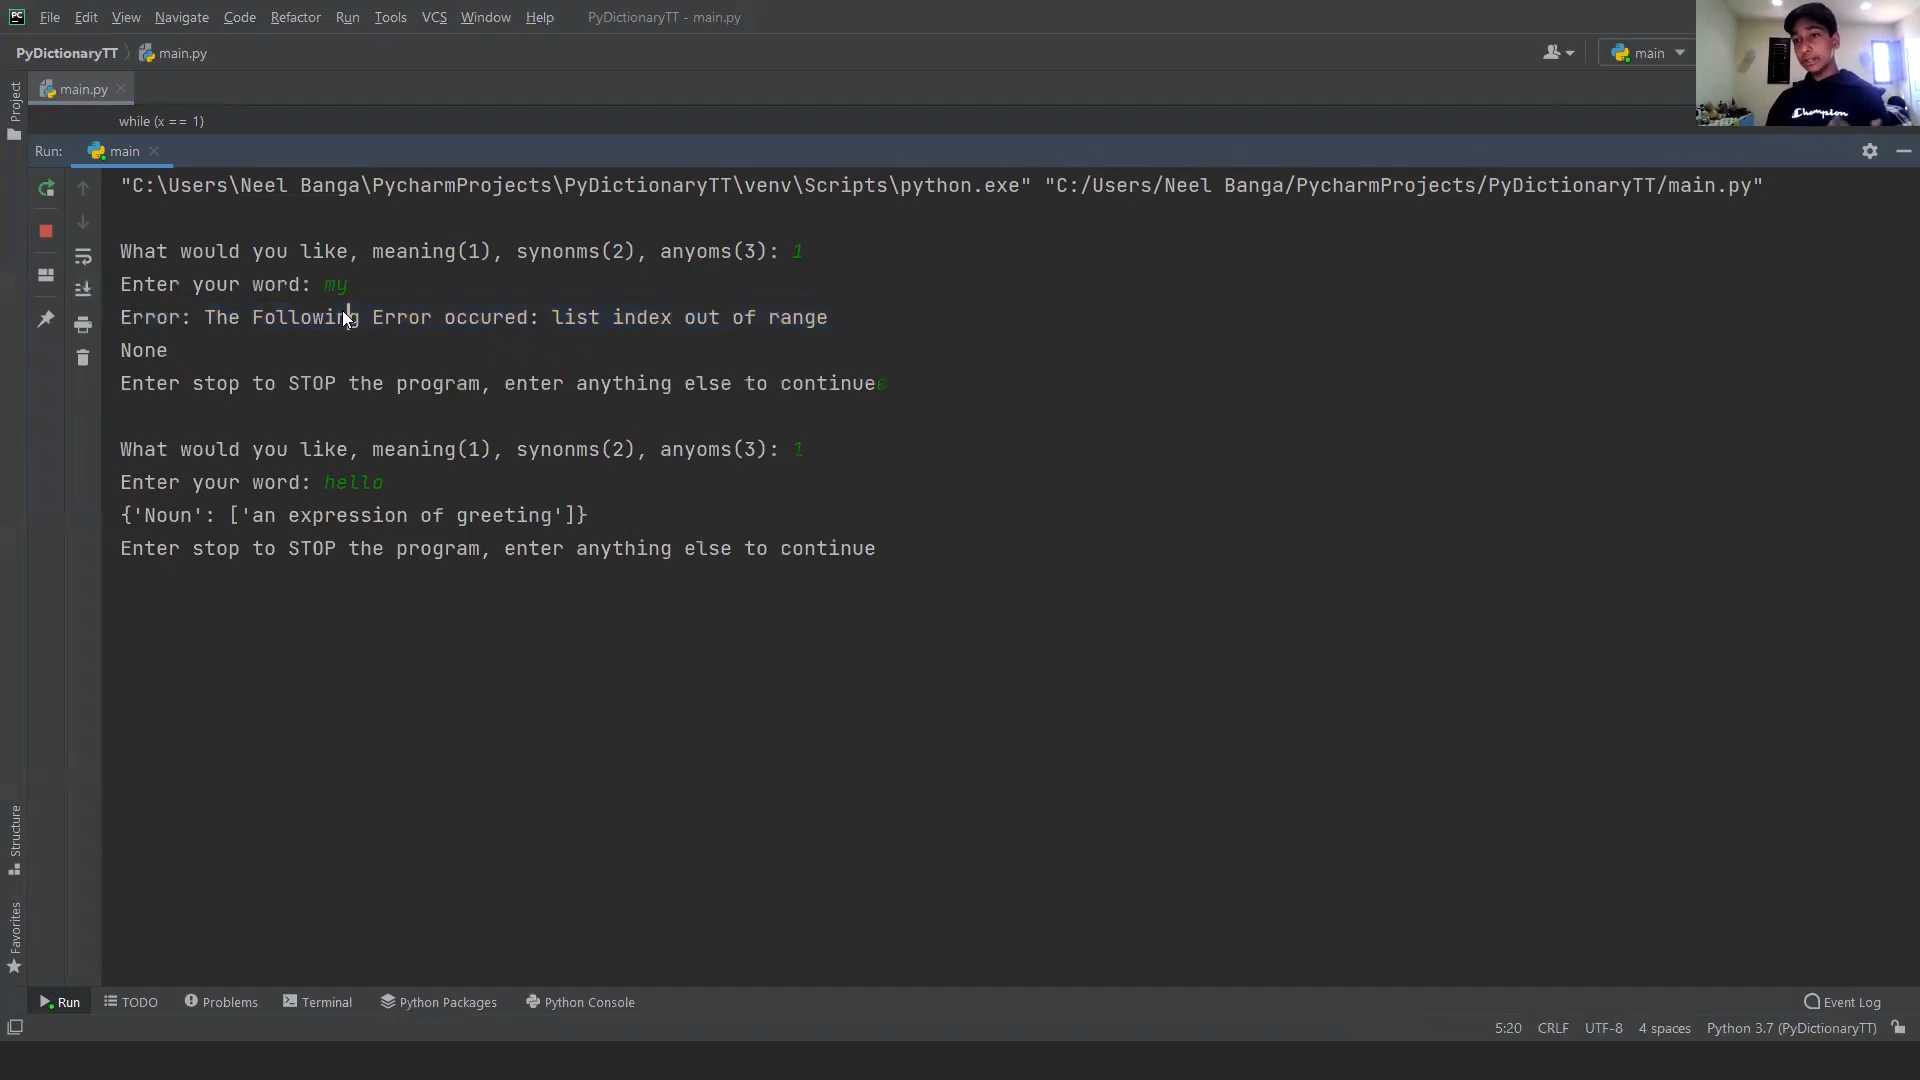 PC File Edit View Navigate Code Refactor Run Tools VCS Window Help PyDictionaryTT - main.py
PyDictionaryTT main.py main
Project main.py
while (x == 1)
Run: main
"C:\Users\Neel Banga\PycharmProjects\PyDictionaryTT\venv\Scripts\python.exe" "C:/Users/Neel Banga/PycharmProjects/PyDictionaryTT/main.py"
What would you like, meaning(1), synonms(2), anyoms(3): 1
Enter your word: my
Error: The Following Error occured: list index out of range
None
Enter stop to STOP the program, enter anything else to continuee
What would you like, meaning(1), synonms(2), anyoms(3): 1
Enter your word: hello
{'Noun': ['an expression of greeting']}
Enter stop to STOP the program, enter anything else to continue
Structure
Favorites
Run TODO Problems Terminal Python Packages Python Console Event Log
5:20 CRLF UTF-8 4 spaces Python 3.7 (PyDictionaryTT)
Champion